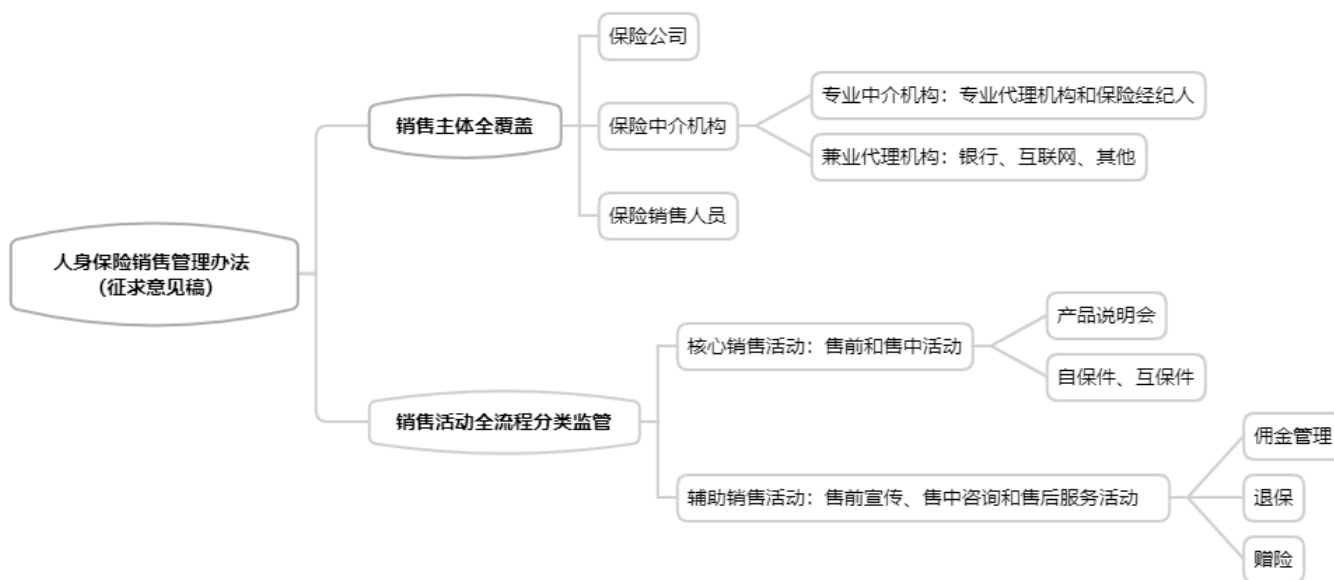 人身保险销售管理办法
（征求意见稿）
销售主体全覆盖
保险公司
保险中介机构
专业中介机构：专业代理机构和保险经纪人
兼业代理机构：银行、互联网、其他
保险销售人员
销售活动全流程分类监管
核心销售活动：售前和售中活动
产品说明会
自保件、互保件
辅助销售活动：售前宣传、售中咨询和售后服务活动
佣金管理
退保
赠险